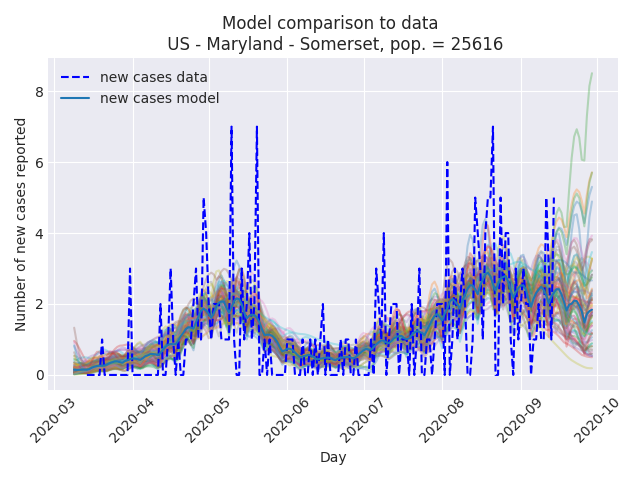 Model comparison to data
US - Maryland - Somerset, pop. = 25616
new cases data
new cases model
Number of new cases reported
8
6
4
2
0
2020-03
2020-04
2020-05
2020-06
2020-07
2020-08
2020-09
2020-10
Day